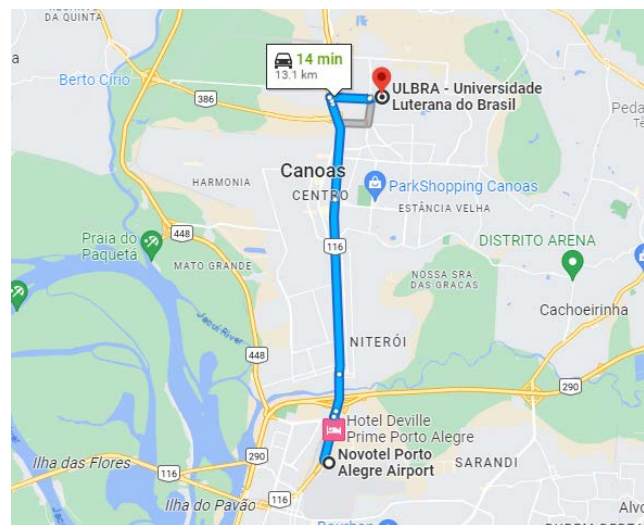 DA QUINTA
Berto Círio
14 min
13.1 km
ULBRA - Universidade
Luterana do Brasil
386
Canoas
CENTRO
HARMONIA
ParkShopping Canoas
ESTÂNCIA VELHA
448
Praia do
Paquetá
MATO GRANDE
116
DISTRITO ARENA
NOSSA SRA.
DAS GRACAS
Cachoeirinha
Jacuí River
448
NITERÓI
290
Hotel Deville
Prime Porto Alegre
Novotel Porto
Alegre Airport
SARANDI
290
Ilha das Flores
116
116
Ilha do Pavão